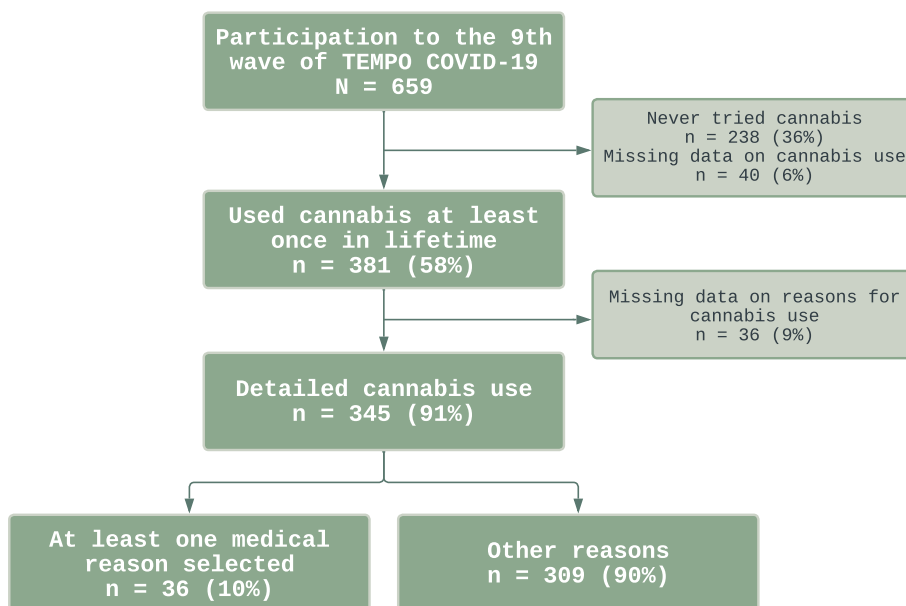 Participation to the 9th
wave of TEMPO COVID-19
N = 659
Never tried cannabis
n = 238 (36%)
Missing data on cannabis use
n = 40 (6%)
Used cannabis at least
once in lifetime
n = 381 (58%)
Missing data on reasons for
cannabis use
n = 36 (9%)
Detailed cannabis use
n = 345 (91%)
At least one medical
reason selected
n = 36 (10%)
Other reasons
n = 309 (90%)